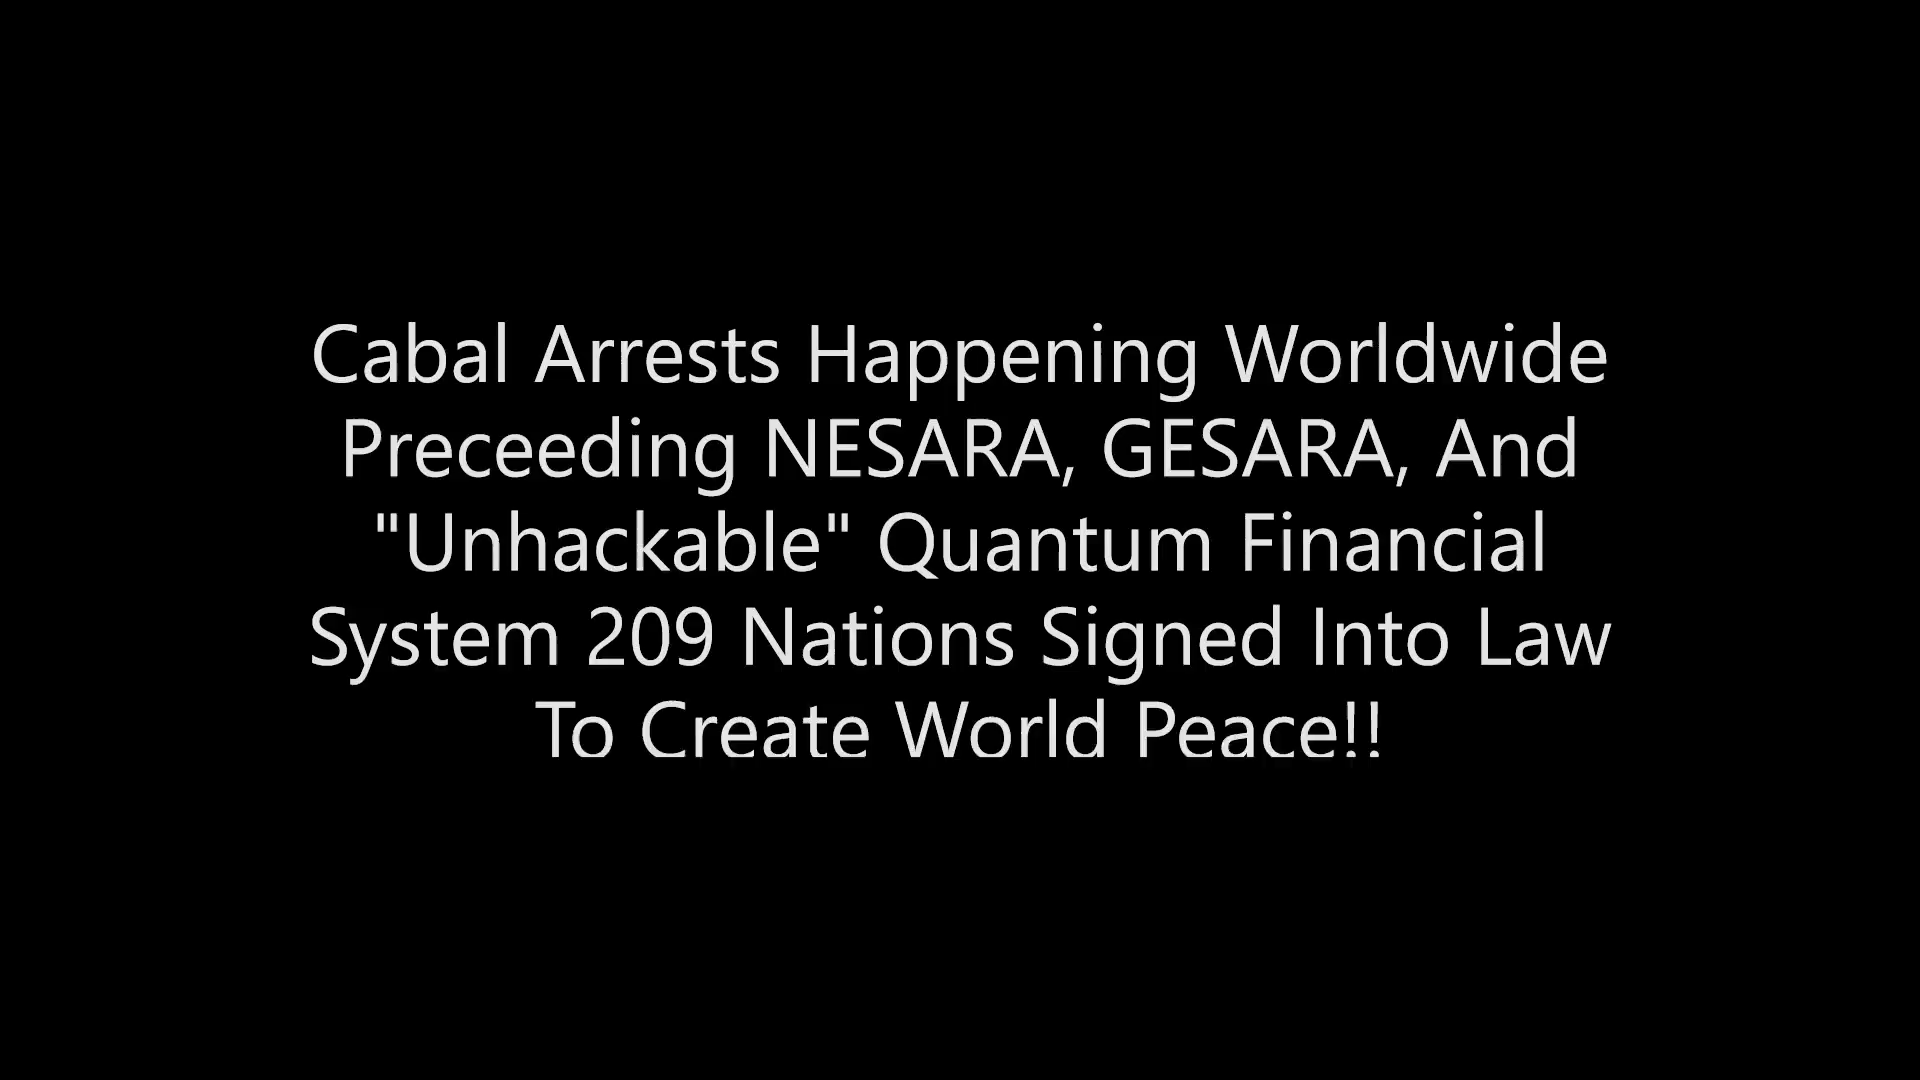 Cabal Arrests Happening Worldwide
Preceeding NESARA, GESARA, And
"Unhackable" Quantum Financial
System 209 Nations Signed Into Law
To Create World Peace!!